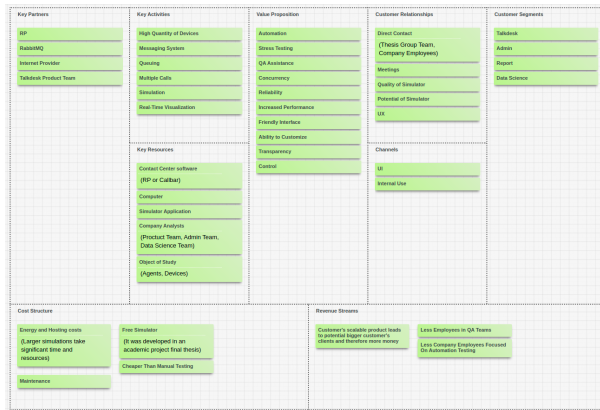 Key Partners
RP
RabbitMQ
Internet Provider
Talkdesk Product Team
Key Activities
High Quantity of Devices
Messaging System
Queuing
Multiple Calls
Simulation
Real-Time Visualization
Key Resources
Contact Center software
(RP or Callbar)
Computer
Simulator Application
Company Analysts
(Proctuct Team, Admin Team,
Data Science Team)
Object of Study
(Agents, Devices)
Value Proposition
Automation
Stress Testing
QA Assistance
Concurrency
Reliability
Increased Performance
Friendly Interface
Ability to Customize
Transparency
Control
Customer Relationships
Direct Contact
(Thesis Group Team,
Company Employees)
Meetings
Quality of Simulator
Potential of Simulator
UX
Channels
UI
Internal Use
Customer Segments
Talkdesk
Admin
Report
Data Science
Cost Structure
Energy and Hosting costs
(Larger simulations take
significant time and
resources)
Maintenance
Free Simulator
(It was developed in an
academic project final thesis)
Cheaper Than Manual Testing
Revenue Streams
Customer's scalable product leads
to potential bigger customer's
clients and therefore more money
Less Employees in QA Teams
Less Company Employees Focused
On Automation Testing